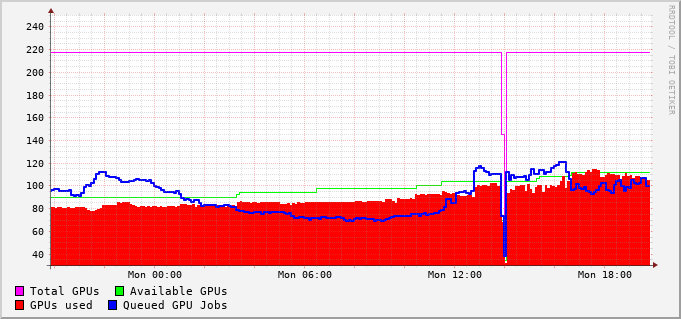 240
220
200
180
160
140
120
100
80
60
40
Mon 00:00 Mon 06:00 Mon 12:00 Mon 18:00
Total GPUs Available GPUs
GPUs used Queued GPU Jobs
RRDTOOL / TOBI OETIKER